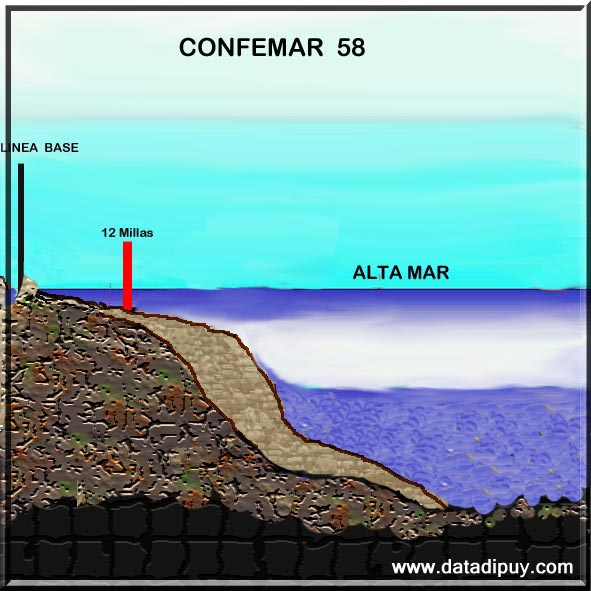 CONFEMAR 58
LINEA BASE
12 Millas
ALTA MAR
www.datadipuy.com